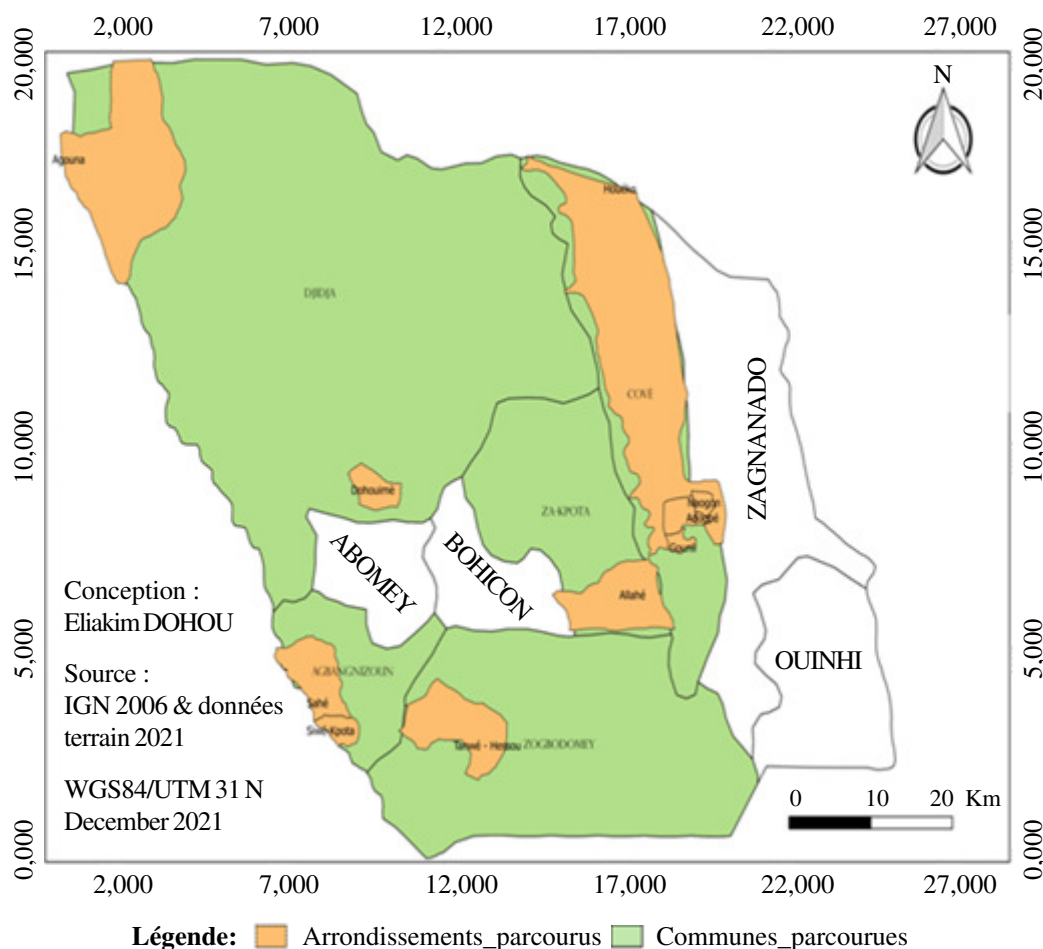 2,000 7,000 12,000 17,000 22,000 27,000
20,000
15,000
10,000
5,000
0,000
20,000
15,000
10,000
5,000
0,000
N
Agouna
DJIDJA
COVÈ
ZAGNANADO
Dohouimè
ZA-KPOTA
ABOMEY
BOHICON
Allahé
OUINHI
AGBANGNIZOUN
Sahé
Tanwé - Hessou
ZOGBODOMEY
Conception :
Eliakim DOHOU
Source :
IGN 2006 & données
terrain 2021
WGS84/UTM 31 N
December 2021
0 10 20 Km
2,000 7,000 12,000 17,000 22,000 27,000
Légende: Arrondissements_parcourus Communes_parcourues